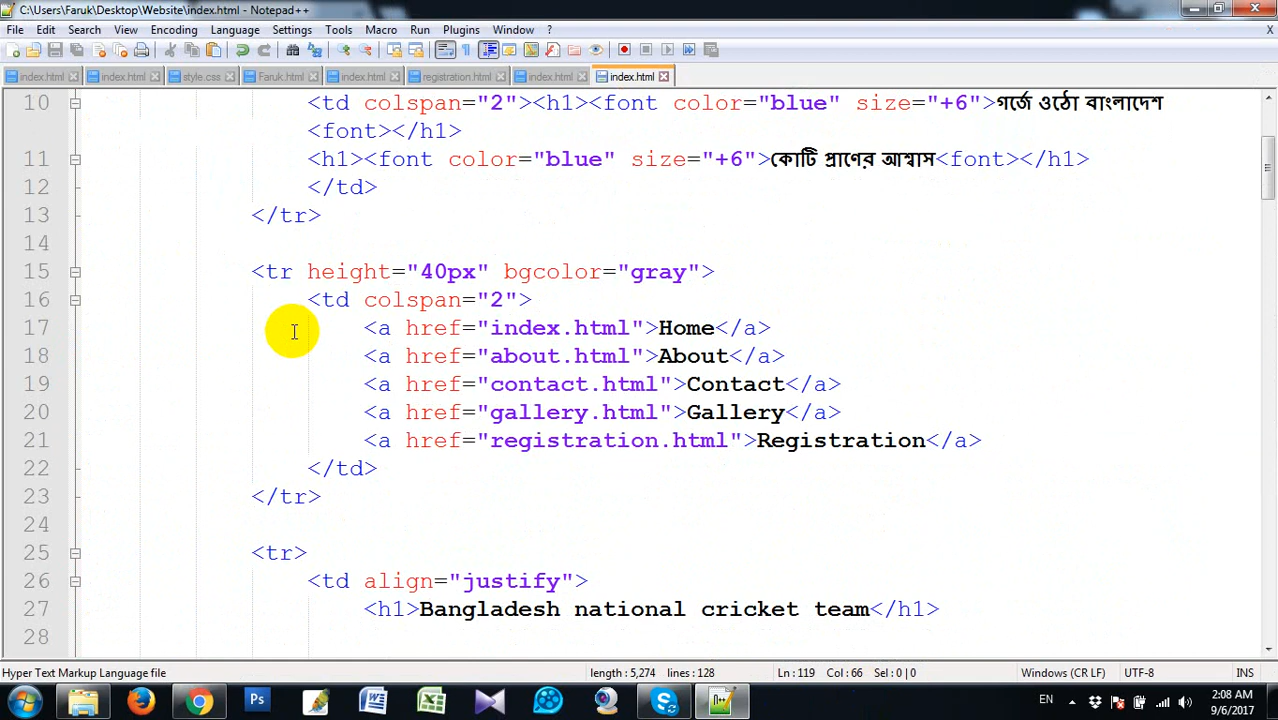 C:\Users\Faruk\Desktop\Website\index.html - Notepad++
File Edit Search View Encoding Language Settings Tools Macro Run Plugins Window ? X
index.html index.html style.css Faruk.html index.html registration.html index.html index.html
10 <td colspan="2"><h1><font color="blue" size="+6">গর্জে ওঠো বাংলাদেশ
<font></h1>
11 <h1><font color="blue" size="+6">কোটি প্রাণের আশ্বাস<font></h1>
12 </td>
13 </tr>
14
15 <tr height="40px" bgcolor="gray">
16 <td colspan="2">
17 <a href="index.html">Home</a>
18 <a href="about.html">About</a>
19 <a href="contact.html">Contact</a>
20 <a href="gallery.html">Gallery</a>
21 <a href="registration.html">Registration</a>
22 </td>
23 </tr>
24
25 <tr>
26 <td align="justify">
27 <h1>Bangladesh national cricket team</h1>
28
Hyper Text Markup Language file length : 5,274 lines : 128 Ln : 119 Col : 66 Sel : 0 | 0 Windows (CR LF) UTF-8 INS
EN 2:08 AM
9/6/2017